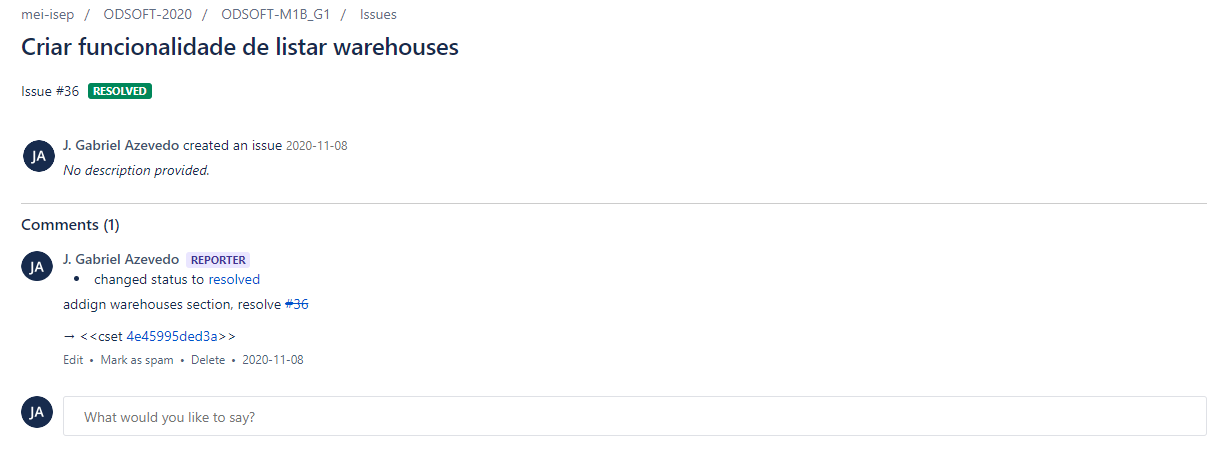 mei-isep / ODSOFT-2020 / ODSOFT-M1B_G1 / Issues
Criar funcionalidade de listar warehouses
Issue #36 RESOLVED
JA J. Gabriel Azevedo created an issue 2020-11-08
No description provided.
Comments (1)
JA J. Gabriel Azevedo REPORTER
• changed status to resolved
addign warehouses section, resolve #36
→ <<cset 4e45995ded3a>>
Edit • Mark as spam • Delete • 2020-11-08
JA What would you like to say?